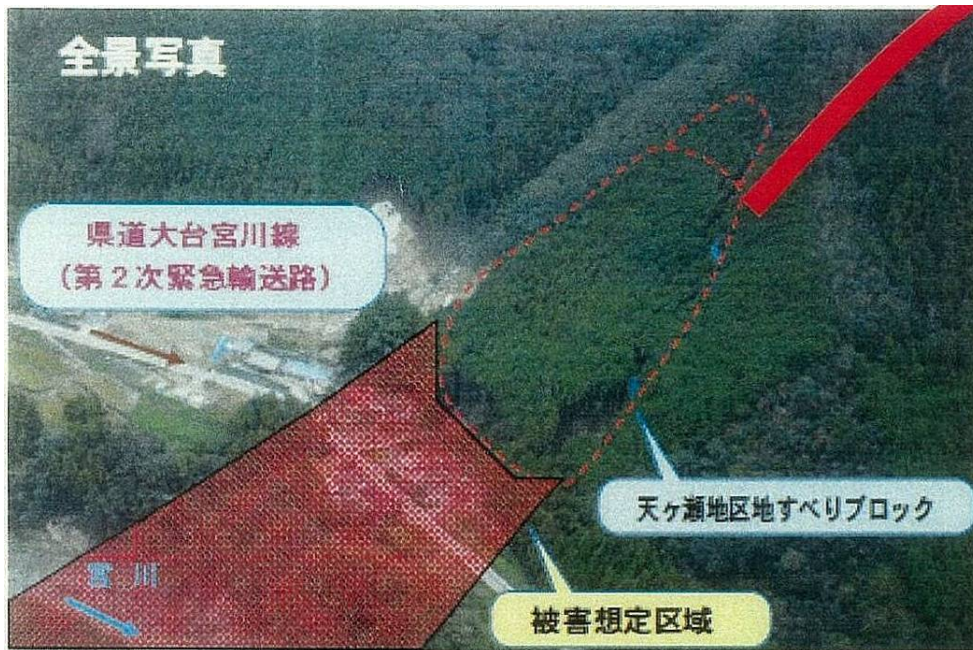 全景写真
県道大台宮川線
(第2次緊急輸送路)
天ヶ瀬地区地すべりブロック
被害想定区域
宮川